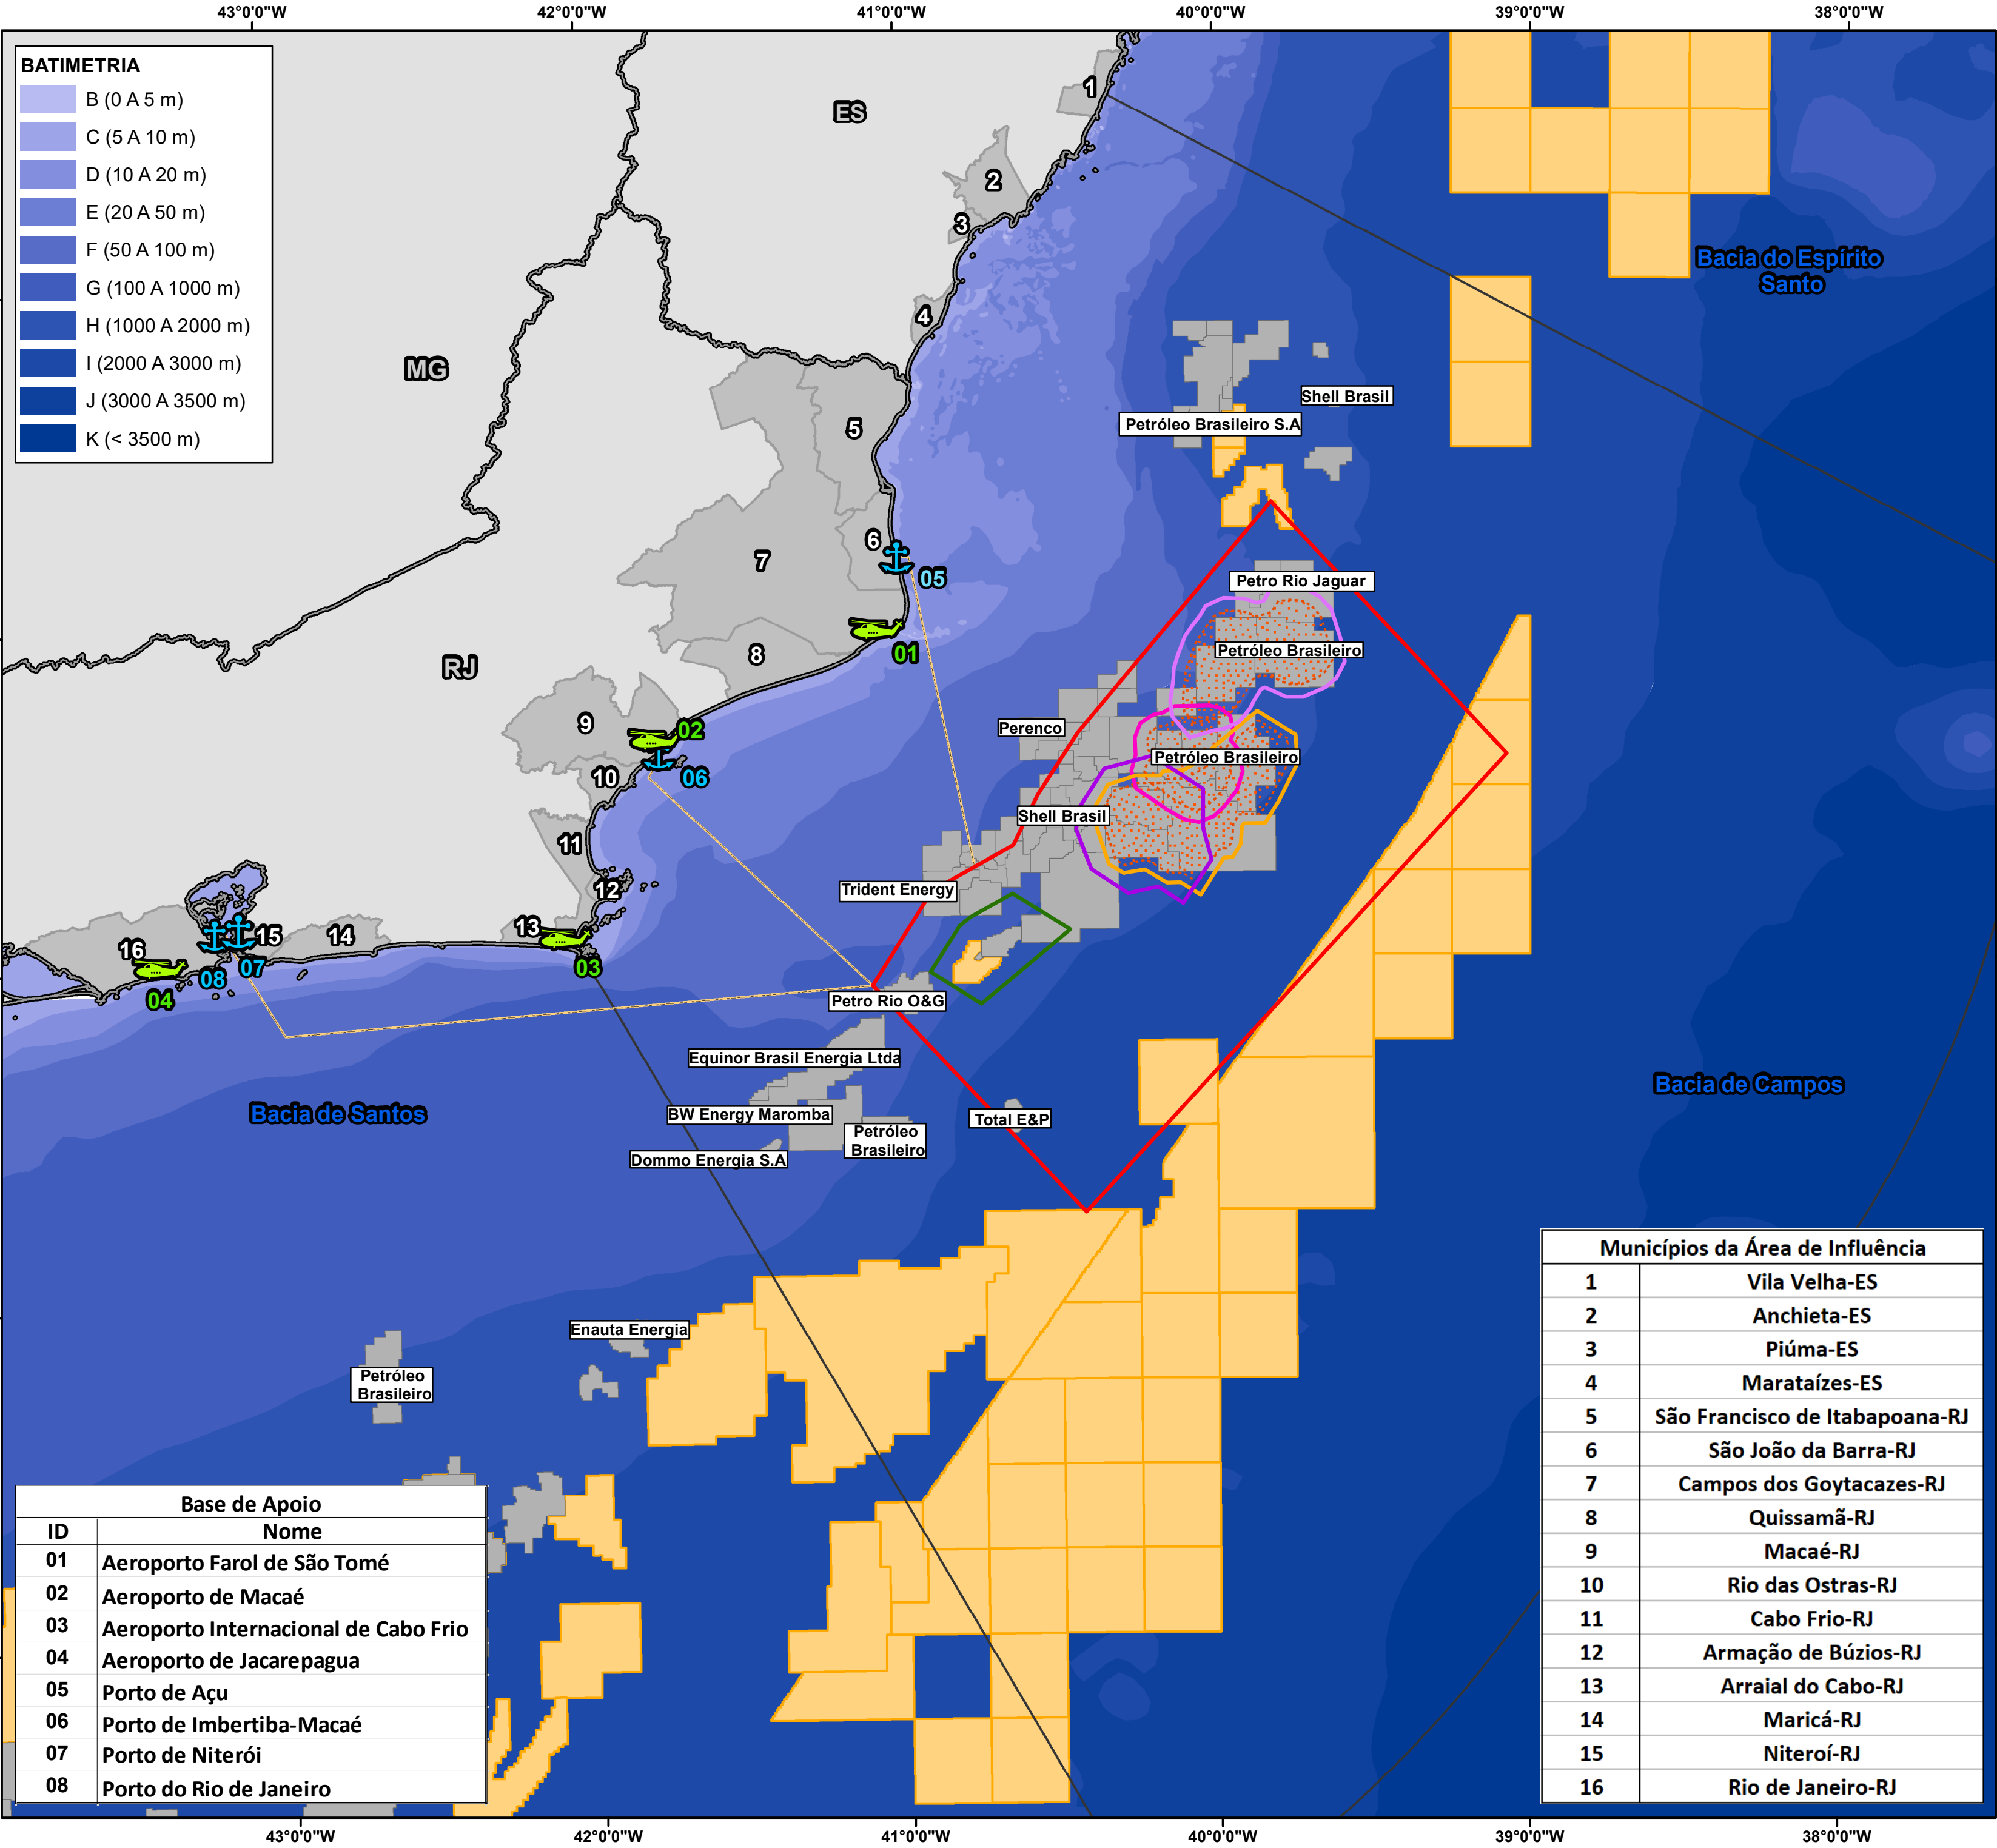 43°0'0"W
42°0'0"W
41°0'0"W
40°0'0"W
39°0'0"W
38°0'0"W
BATIMETRIA
B (0 A 5 m)
C (5 A 10 m)
D (10 A 20 m)
E (20 A 50 m)
F (50 A 100 m)
G (100 A 1000 m)
H (1000 A 2000 m)
I (2000 A 3000 m)
J (3000 A 3500 m)
K (< 3500 m)
ES
MG
RJ
1
2
3
4
5
6
7
8
9
10
11
12
13
14
15
16
01
02
03
04
05
06
07
08
Bacia do Espírito
Santo
Shell Brasil
Petróleo Brasileiro S.A
Petro Rio Jaguar
Petróleo Brasileiro
Perenco
Petróleo Brasileiro
Shell Brasil
Trident Energy
Petro Rio O&G
Equinor Brasil Energia Ltda
BW Energy Maromba
Petróleo
Brasileiro
Total E&P
Dommo Energia S.A
Bacia de Santos
Bacia de Campos
Enauta Energia
Petróleo
Brasileiro
Base de Apoio
ID Nome
01 Aeroporto Farol de São Tomé
02 Aeroporto de Macaé
03 Aeroporto Internacional de Cabo Frio
04 Aeroporto de Jacarepagua
05 Porto de Açu
06 Porto de Imbertiba-Macaé
07 Porto de Niterói
08 Porto do Rio de Janeiro
Municípios da Área de Influência
1 Vila Velha-ES
2 Anchieta-ES
3 Piúma-ES
4 Marataízes-ES
5 São Francisco de Itabapoana-RJ
6 São João da Barra-RJ
7 Campos dos Goytacazes-RJ
8 Quissamã-RJ
9 Macaé-RJ
10 Rio das Ostras-RJ
11 Cabo Frio-RJ
12 Armação de Búzios-RJ
13 Arraial do Cabo-RJ
14 Maricá-RJ
15 Niteroí-RJ
16 Rio de Janeiro-RJ
43°0'0"W
42°0'0"W
41°0'0"W
40°0'0"W
39°0'0"W
38°0'0"W